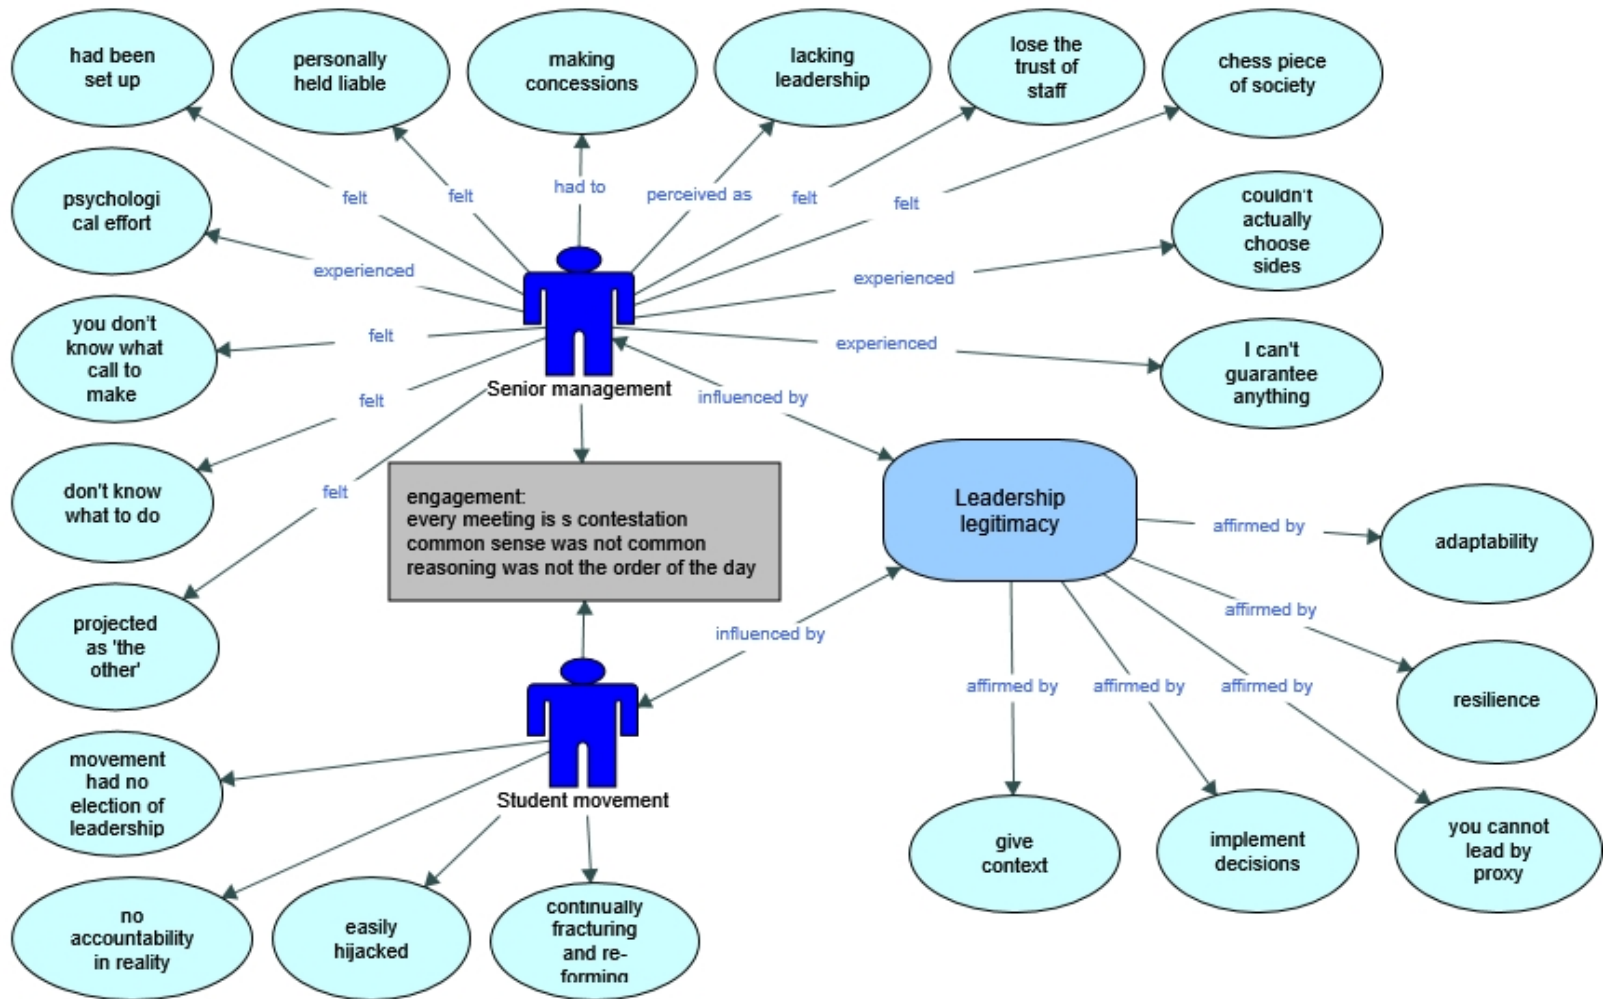 had been
set up
personally
held liable
making
concessions
lacking
leadership
lose the
trust of
staff
chess piece
of society
felt
felt
had to
perceived as
felt
felt
psychologi
cal effort
experienced
couldn't
actually
choose
sides
experienced
you don't
know what
call to
make
felt
experienced
I can't
guarantee
anything
Senior management
influenced by
felt
don't know
what to do
felt
engagement:
every meeting is s contestation
common sense was not common
reasoning was not the order of the day
Leadership
legitimacy
affirmed by
adaptability
projected
as 'the
other'
influenced by
affirmed by
resilience
affirmed by
affirmed by
affirmed by
movement
had no
election of
leadership
Student movement
give
context
implement
decisions
you cannot
lead by
proxy
no
accountability
in reality
easily
hijacked
continually
fracturing
and re-
forming